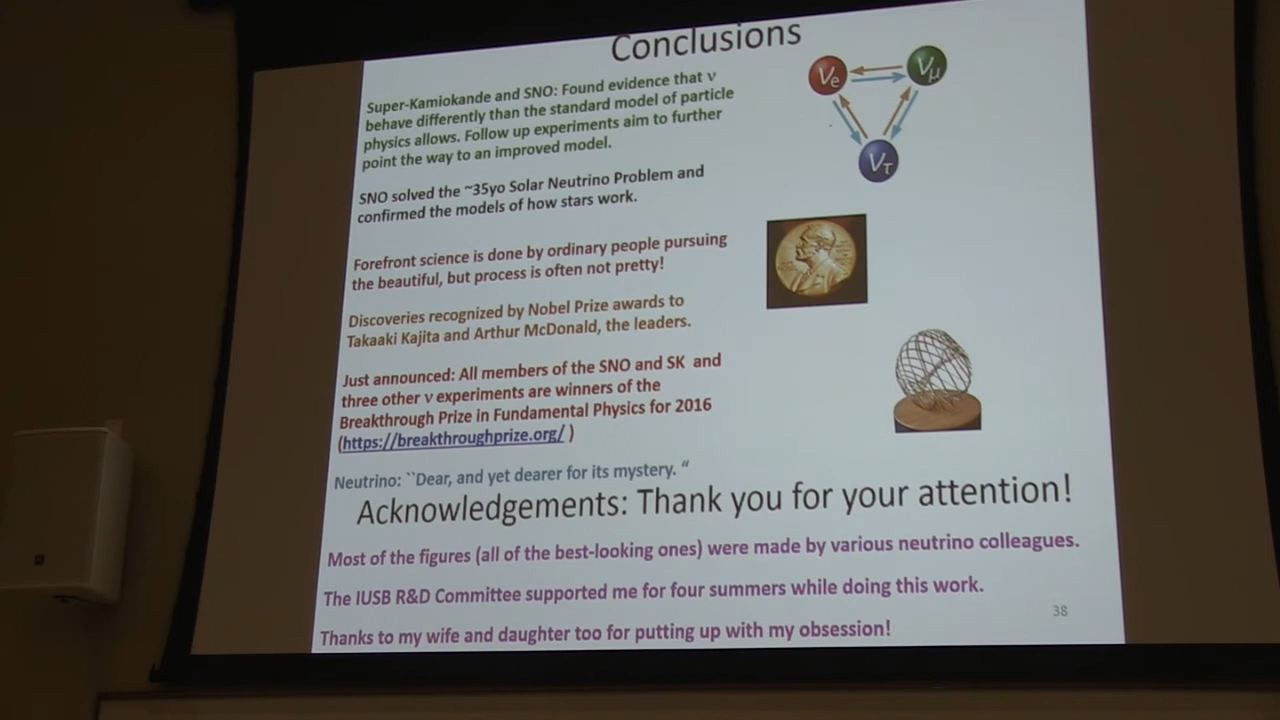 Conclusions
Super-Kamiokande and SNO: Found evidence that ν
behave differently than the standard model of particle
physics allows. Follow up experiments aim to further
point the way to an improved model.
νe
νμ
ντ
SNO solved the ~35yo Solar Neutrino Problem and
confirmed the models of how stars work.
Forefront science is done by ordinary people pursuing
the beautiful, but process is often not pretty!
Discoveries recognized by Nobel Prize awards to
Takaaki Kajita and Arthur McDonald, the leaders.
Just announced: All members of the SNO and SK and
three other ν experiments are winners of the
Breakthrough Prize in Fundamental Physics for 2016
(https://breakthroughprize.org/ )
Neutrino: ``Dear, and yet dearer for its mystery. “
Acknowledgements: Thank you for your attention!
Most of the figures (all of the best-looking ones) were made by various neutrino colleagues.
The IUSB R&D Committee supported me for four summers while doing this work.
38
Thanks to my wife and daughter too for putting up with my obsession!